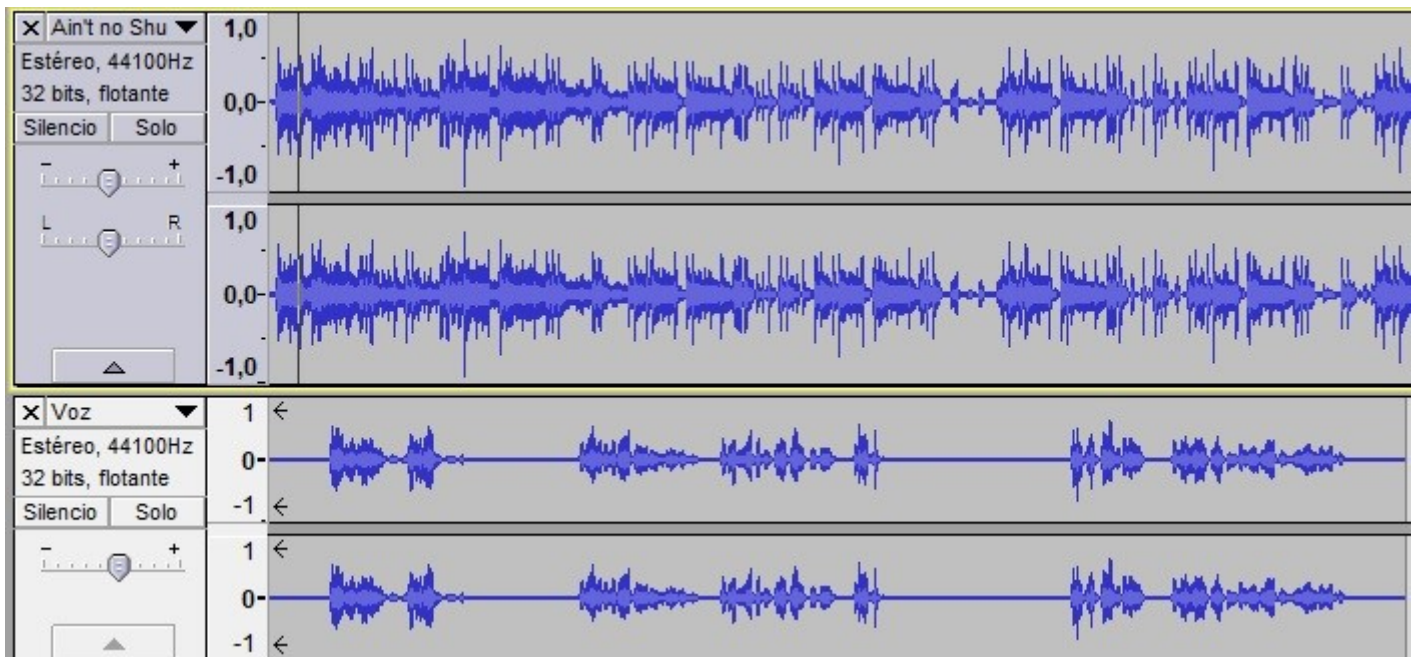 X Ain't no Shu
Estéreo, 44100Hz
32 bits, flotante
Silencio Solo
- +
L R
1,0
0,0-
-1,0
1,0
0,0-
-1,0
X Voz
Estéreo, 44100Hz
32 bits, flotante
Silencio Solo
- +
1
0-
-1
1
0-
-1